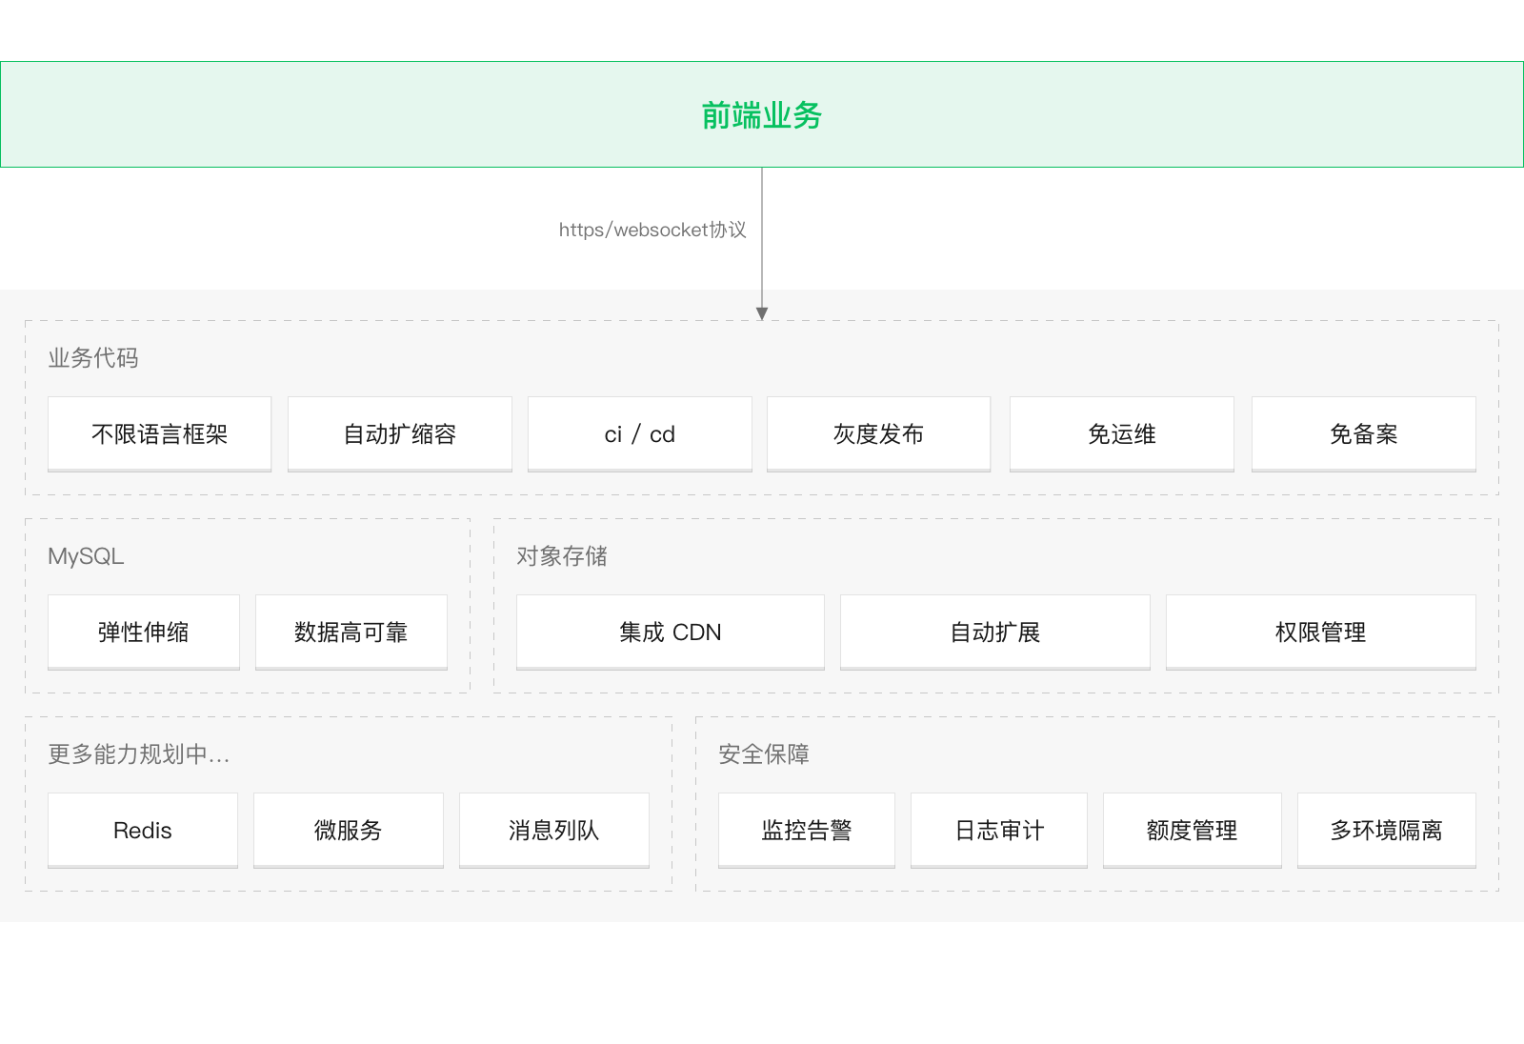 前端业务
https/websocket协议
业务代码
不限语言框架
自动扩缩容
ci / cd
灰度发布
免运维
免备案
MySQL
弹性伸缩
数据高可靠
对象存储
集成 CDN
自动扩展
权限管理
更多能力规划中...
Redis
微服务
消息列队
安全保障
监控告警
日志审计
额度管理
多环境隔离